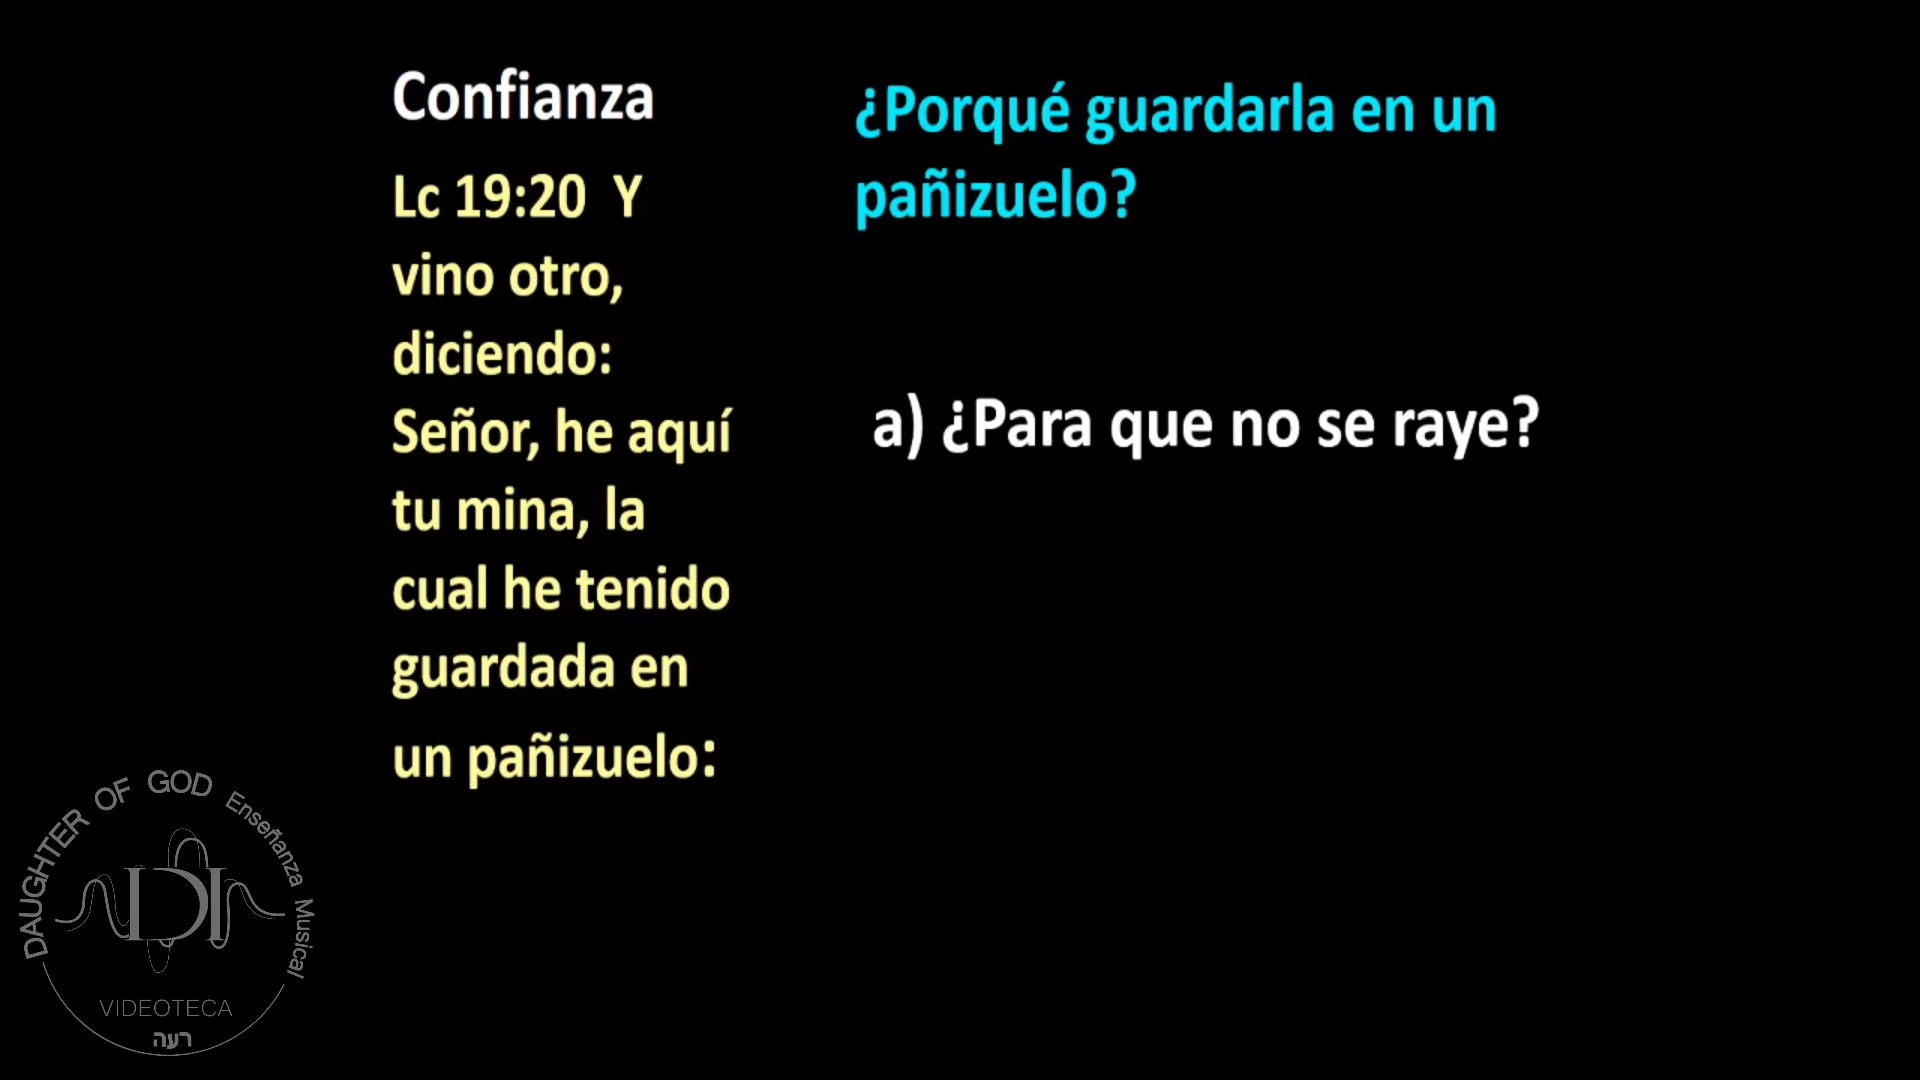 Confianza
Lc 19:20 Y
vino otro,
diciendo:
Señor, he aquí
tu mina, la
cual he tenido
guardada en
un pañizuelo:
¿Porqué guardarla en un
pañizuelo?
a) ¿Para que no se raye?
DAUGHTER OF GOD Enseñanza Musical
DI
VIDEOTECA
רעה